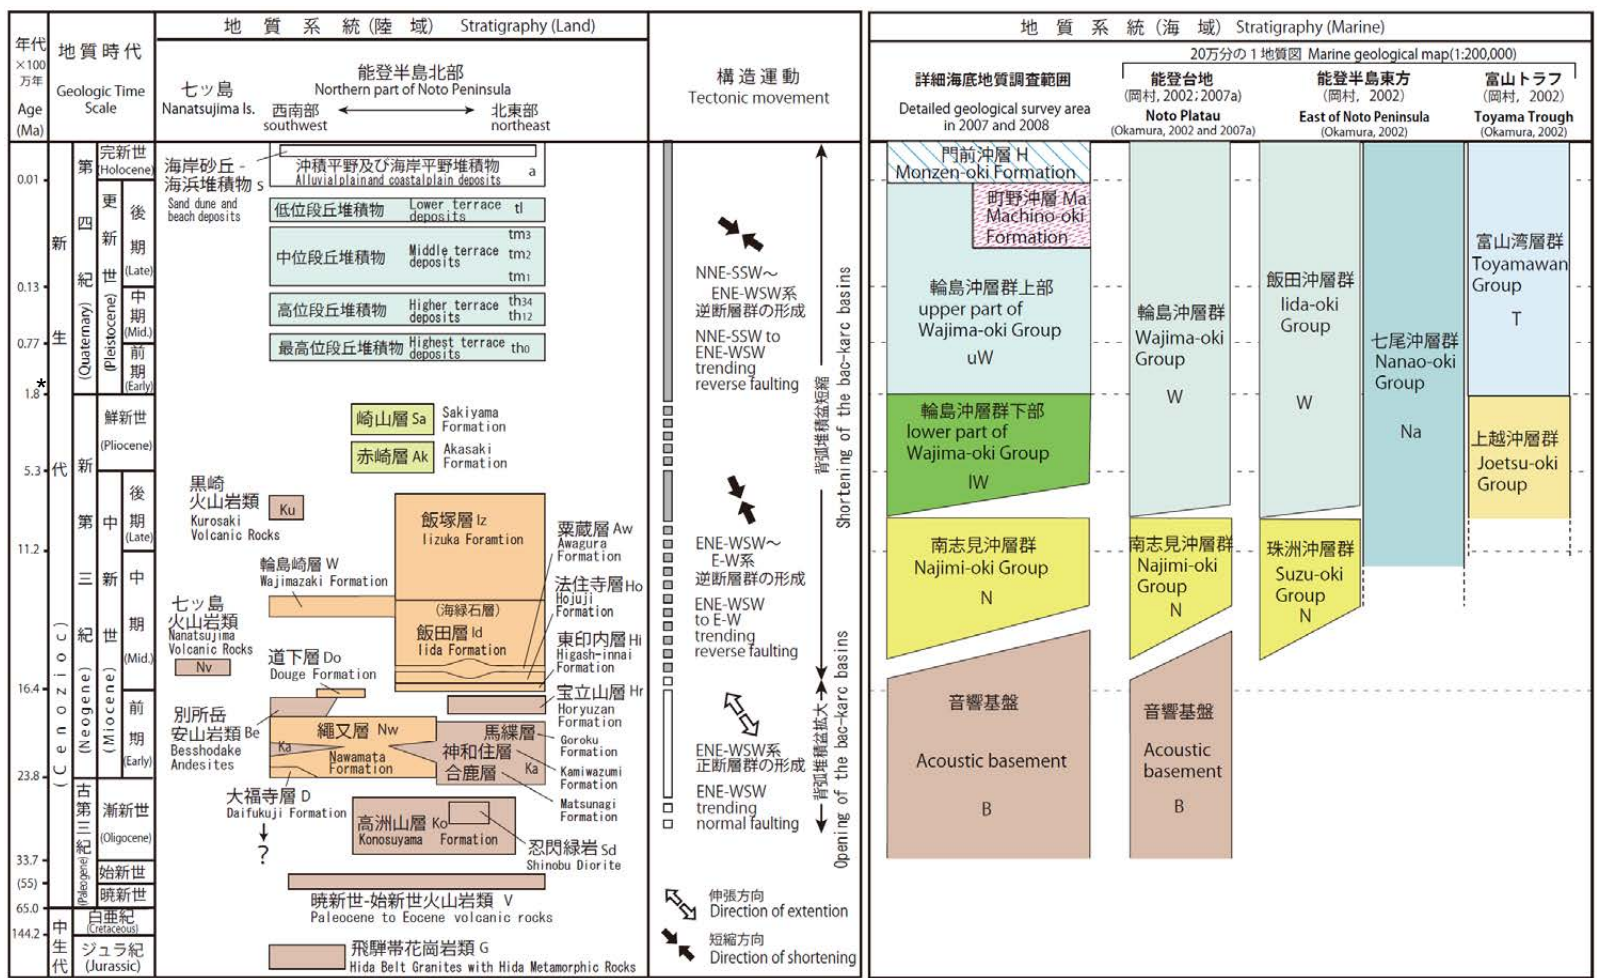 地 質 系 統(陸 域) Stratigraphy (Land)
年代
×100
万年
Age
(Ma)
地 質 時 代
Geologic Time
Scale
七ッ島
Nanatsujima Is.
能登半島北部
Northern part of Noto Peninsula
西南部
southwest
北東部
northeast
構 造 運 動
Tectonic movement
0.01
0.13
0.77
*
1.8
5.3
11.2
16.4
23.8
33.7
(55)
65.0
144.2
新 生 代 (Cenozoic)
中生代
第 四 紀 (Quaternary)
新 第 三 紀 (Neogene)
古第三紀 (Paleogene)
完新世
(Holocene)
更 新 世 (Pleistocene)
後期
(Late)
中期
(Mid.)
前期
(Early)
鮮新世
(Pliocene)
中 新 世 (Miocene)
後期
(Late)
中期
(Mid.)
前期
(Early)
漸新世
(Oligocene)
始新世
暁新世
白亜紀
(Cretaceous)
ジュラ紀
(Jurassic)
海岸砂丘 -
海浜堆積物 s
Sand dune and
beach deposits
沖積平野及び海岸平野堆積物
Alluvial plain and coastal plain deposits
a
低位段丘堆積物 Lower terrace deposits tl
中位段丘堆積物 Middle terrace deposits
tm3
tm2
tm1
高位段丘堆積物 Higher terrace deposits
th34
th12
最高位段丘堆積物 Highest terrace deposits th0
崎山層 Sa
Sakiyama
Formation
赤崎層 Ak
Akasaki
Formation
黒崎
火山岩類
Kurosaki
Volcanic Rocks
Ku
飯塚層 Iz
Iizuka Foramtion
粟蔵層 Aw
Awagura
Formation
輪島崎層 W
Wajimazaki Formation
法住寺層 Ho
Hojuji
Formation
(海緑石層)
飯田層 Id
Iida Formation
七ッ島
火山岩類
Nanatsujima
Volcanic Rocks
Nv
東印内層 Hi
Higash-innai
Formation
道下層 Do
Douge Formation
宝立山層 Hr
Horyuzan
Formation
別所岳
安山岩類 Be
Besshodake
Andesites
縄又層 Nw
Nawamata
Formation
Ka
馬緤層
Goroku
Formation
神和住層
Kamiwazumi
Formation
合鹿層
Ka
Matsunagi
Formation
大福寺層 D
Daifukuji Formation
?
高洲山層 Ko
Konosuyama Formation
忍閃緑岩 Sd
Shinobu Diorite
暁新世-始新世火山岩類 V
Paleocene to Eocene volcanic rocks
飛騨帯花崗岩類 G
Hida Belt Granites with Hida Metamorphic Rocks
NNE-SSW〜
ENE-WSW系
逆断層群の形成
NNE-SSW to
ENE-WSW
trending
reverse faulting
ENE-WSW〜
E-W系
逆断層群の形成
ENE-WSW
to E-W
trending
reverse faulting
ENE-WSW系
正断層群の形成
ENE-WSW
trending
normal faulting
背弧堆積盆短縮
Shortening of the bac-karc basins
背弧堆積盆拡大
Opening of the bac-karc basins
伸張方向
Direction of extention
短縮方向
Direction of shortening
地 質 系 統(海 域) Stratigraphy (Marine)
20万分の1地質図 Marine geological map(1:200,000)
詳細海底地質調査範囲
Detailed geological survey area
in 2007 and 2008
能登台地
(岡村, 2002;2007a)
Noto Platau
(Okamura, 2002 and 2007a)
能登半島東方
(岡村, 2002)
East of Noto Peninsula
(Okamura, 2002)
富山トラフ
(岡村, 2002)
Toyama Trough
(Okamura, 2002)
門前沖層 H
Monzen-oki Formation
町野沖層 Ma
Machino-oki
Formation
輪島沖層群上部
upper part of
Wajima-oki Group
uW
輪島沖層群下部
lower part of
Wajima-oki Group
lW
南志見沖層群
Najimi-oki Group
N
音響基盤
Acoustic basement
B
輪島沖層群
Wajima-oki
Group
W
南志見沖層群
Najimi-oki
Group
N
音響基盤
Acoustic
basement
B
飯田沖層群
Iida-oki
Group
W
珠洲沖層群
Suzu-oki
Group
N
七尾沖層群
Nanao-oki
Group
Na
富山湾層群
Toyamawan
Group
T
上越沖層群
Joetsu-oki
Group